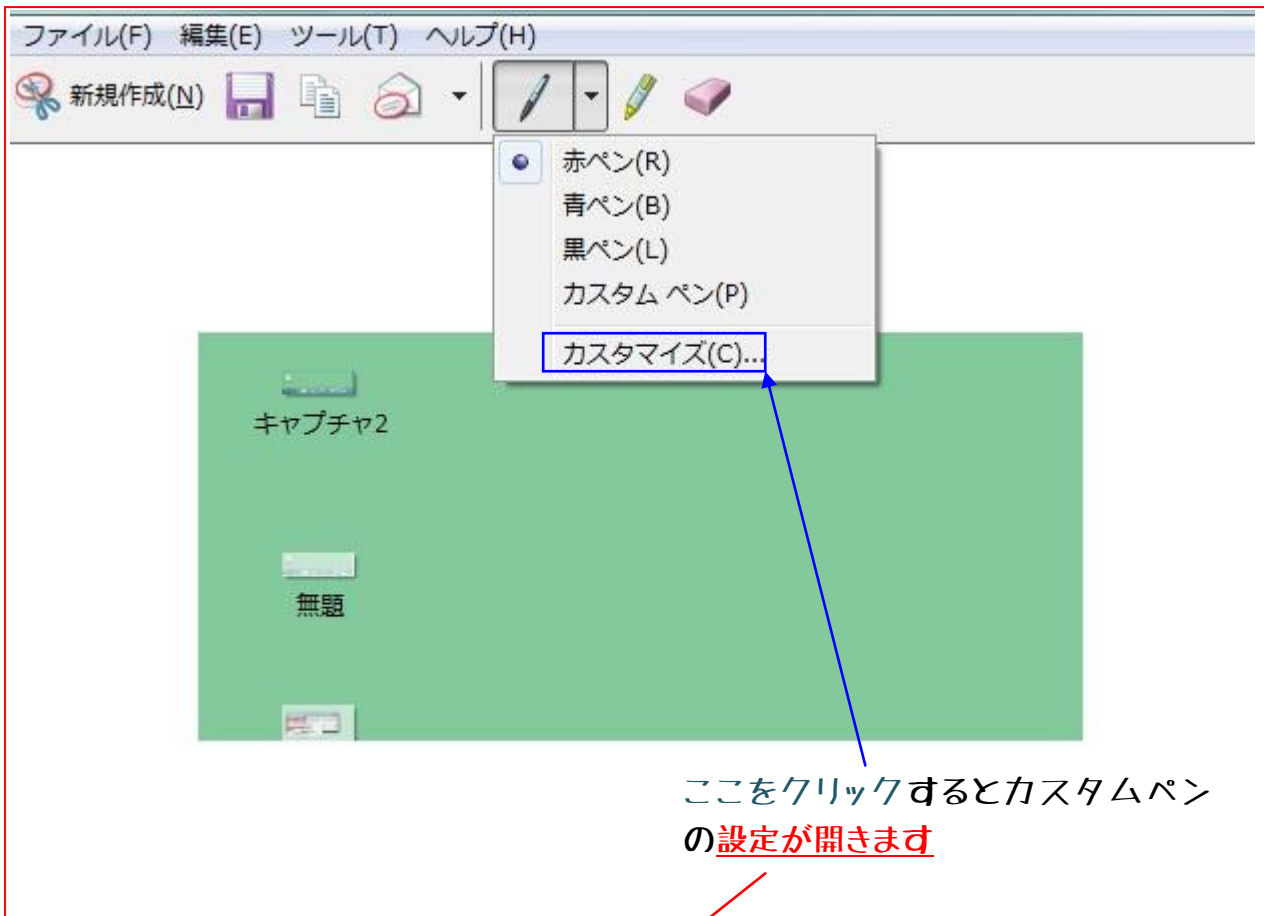 ファイル(F) 編集(E) ツール(T) ヘルプ(H)
新規作成(N)
赤ペン(R)
青ペン(B)
黒ペン(L)
カスタム ペン(P)
カスタマイズ(C)...
キャプチャ2
無題
ここをクリックするとカスタムペン
の設定が開きます